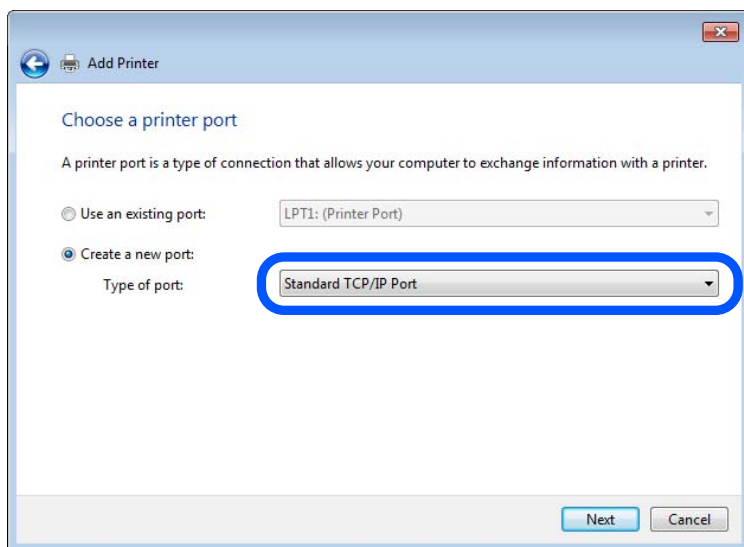 Add Printer
Choose a printer port
A printer port is a type of connection that allows your computer to exchange information with a printer.
Use an existing port: LPT1: (Printer Port)
Create a new port:
Type of port: Standard TCP/IP Port
Next Cancel